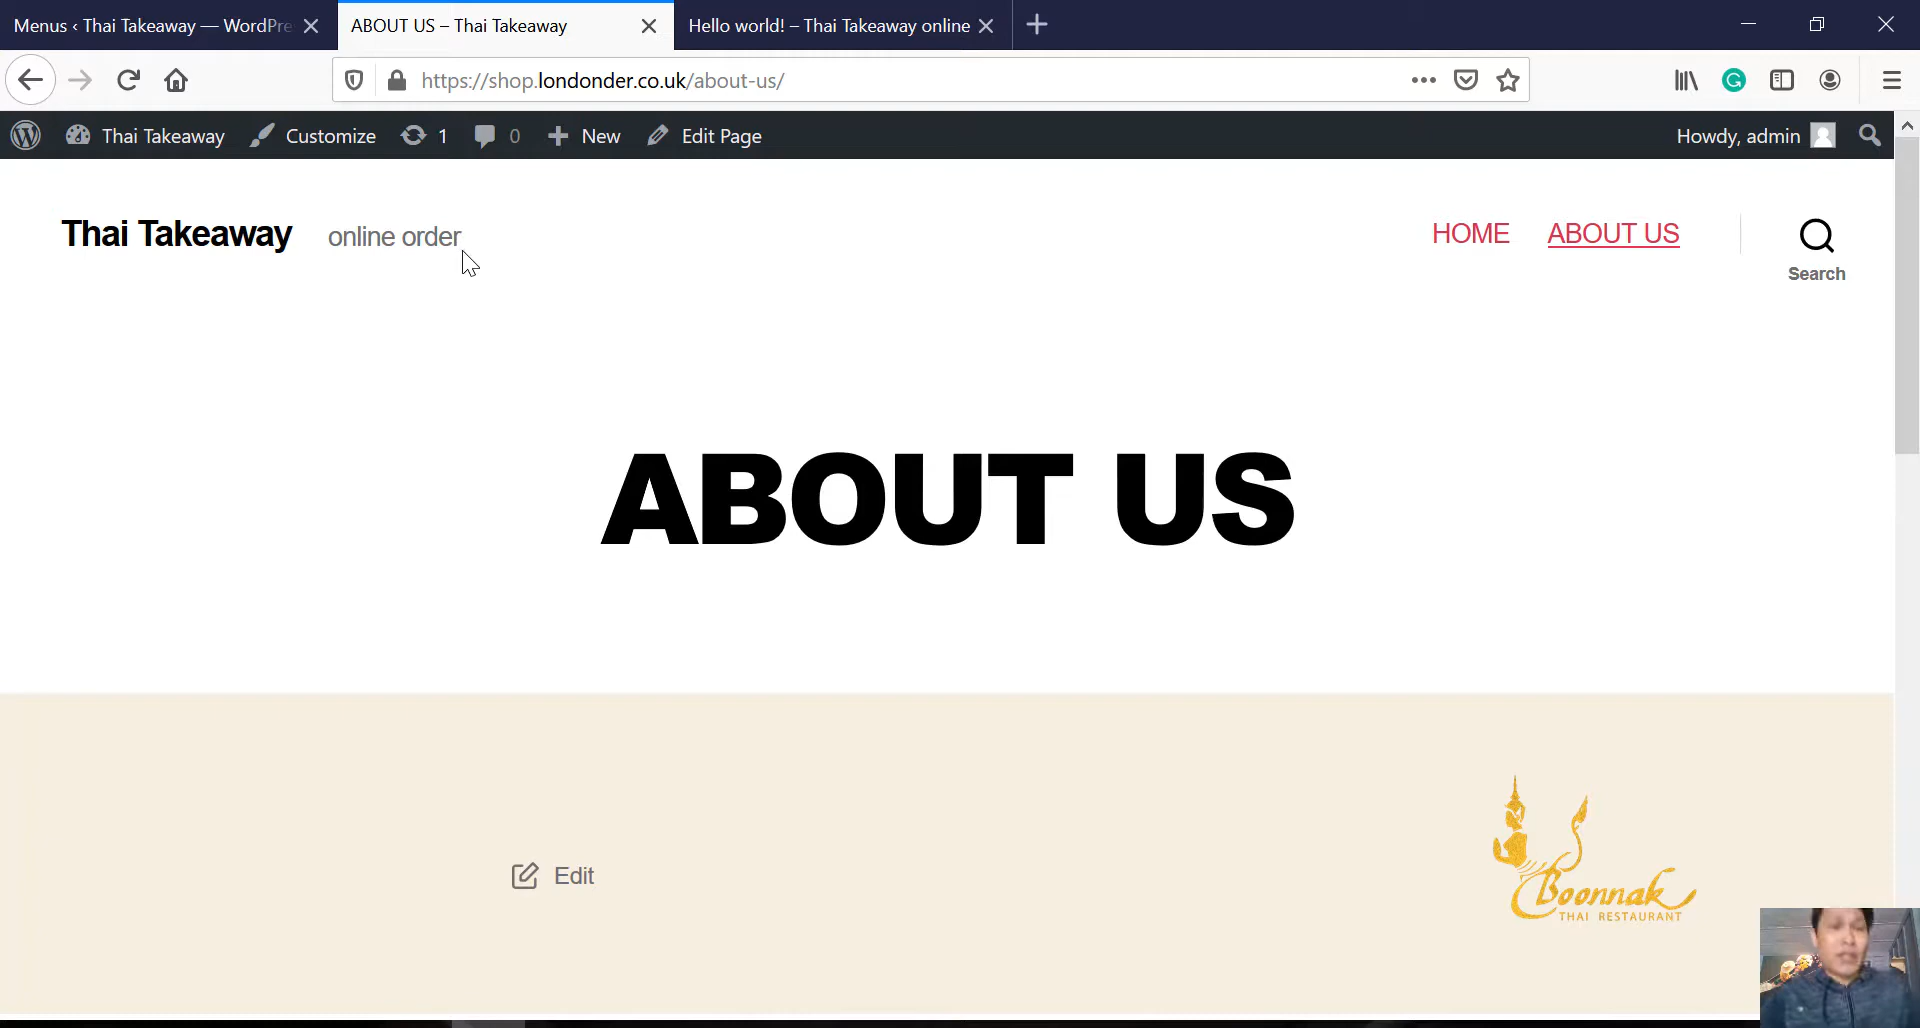 Menus ‹ Thai Takeaway — WordPre
ABOUT US – Thai Takeaway
Hello world! – Thai Takeaway online
https://shop.londonder.co.uk/about-us/
Thai Takeaway
Customize
1
0
New
Edit Page
Howdy, admin
Thai Takeaway
online order
HOME
ABOUT US
Search
ABOUT US
Edit
Boonnak
THAI RESTAURANT